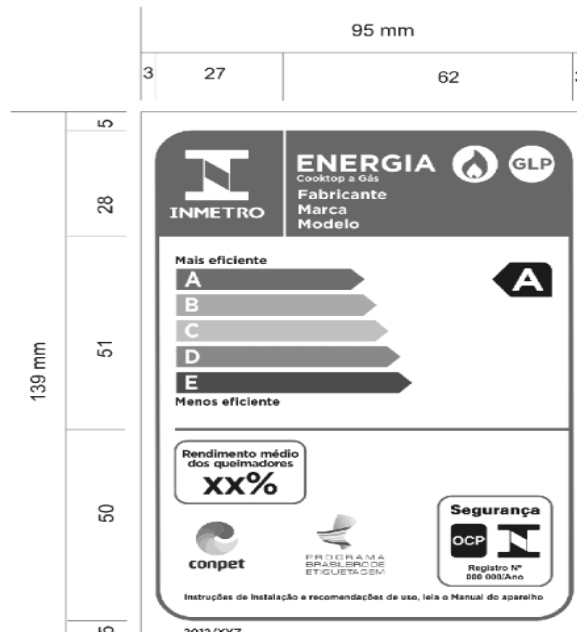 95 mm
3 27 62 3
5
28
51
139 mm
50
5
INMETRO
ENERGIA
GLP
Cooktop a Gás
Fabricante
Marca
Modelo
Mais eficiente
A
A
B
C
D
E
Menos eficiente
Rendimento médio
dos queimadores
xx%
conpet
PROGRAMA
BRASILEIRO DE
ETIQUETAGEM
Segurança
OCP
Registro Nº
000 000/Ano
Instruções de instalação e recomendações de uso, leia o Manual do aparelho